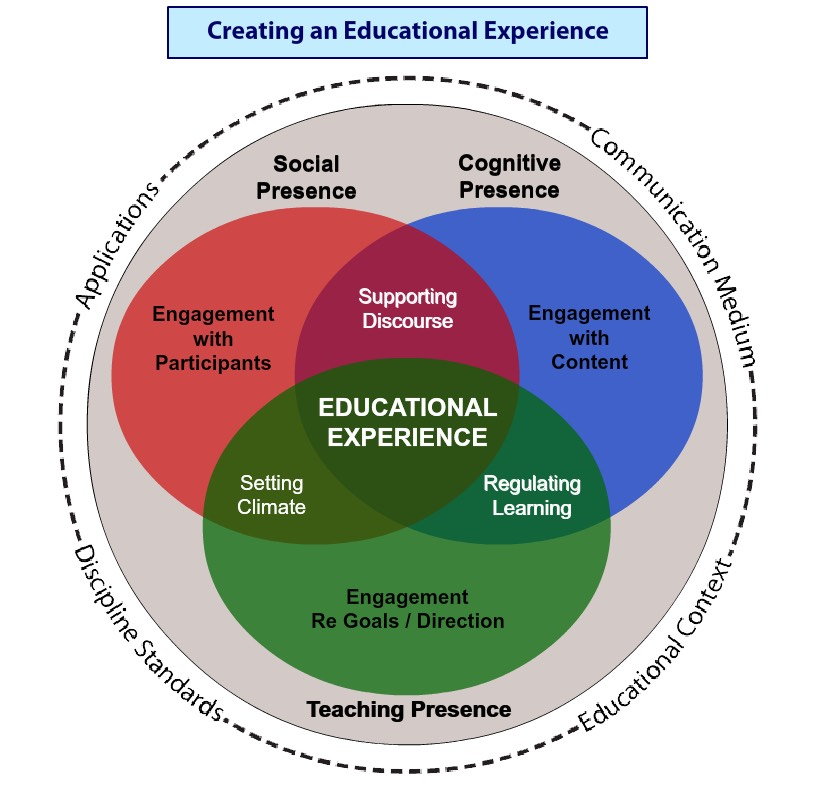 Creating an Educational Experience
Communication Medium
Applications
Social
Presence
Cognitive
Presence
Engagement
with
Participants
Supporting
Discourse
Engagement
with
Content
EDUCATIONAL
EXPERIENCE
Setting
Climate
Regulating
Learning
Engagement
Re Goals / Direction
Teaching Presence
Discipline Standards
Educational Context